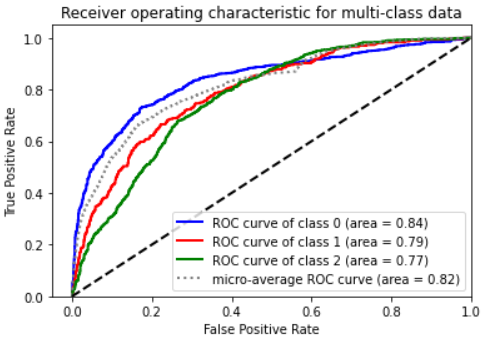 Receiver operating characteristic for multi-class data
1.0
0.8
0.6
0.4
0.2
0.0
True Positive Rate
ROC curve of class 0 (area = 0.84)
ROC curve of class 1 (area = 0.79)
ROC curve of class 2 (area = 0.77)
micro-average ROC curve (area = 0.82)
0.0 0.2 0.4 0.6 0.8 1.0
False Positive Rate